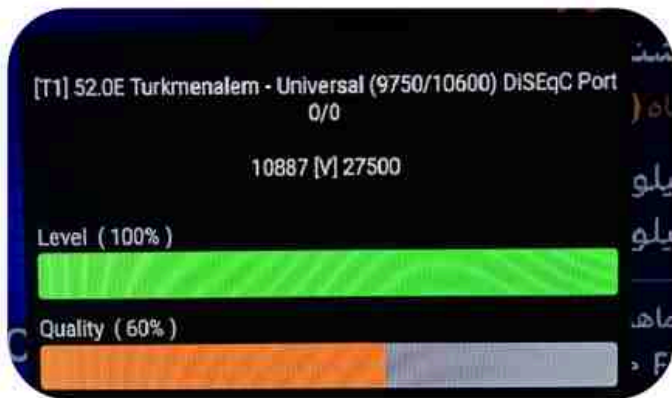 [T1] 52.0E Turkmenalem - Universal (9750/10600) DiSEqC Port
0/0
10887 [V] 27500
Level ( 100% )
Quality ( 60% )